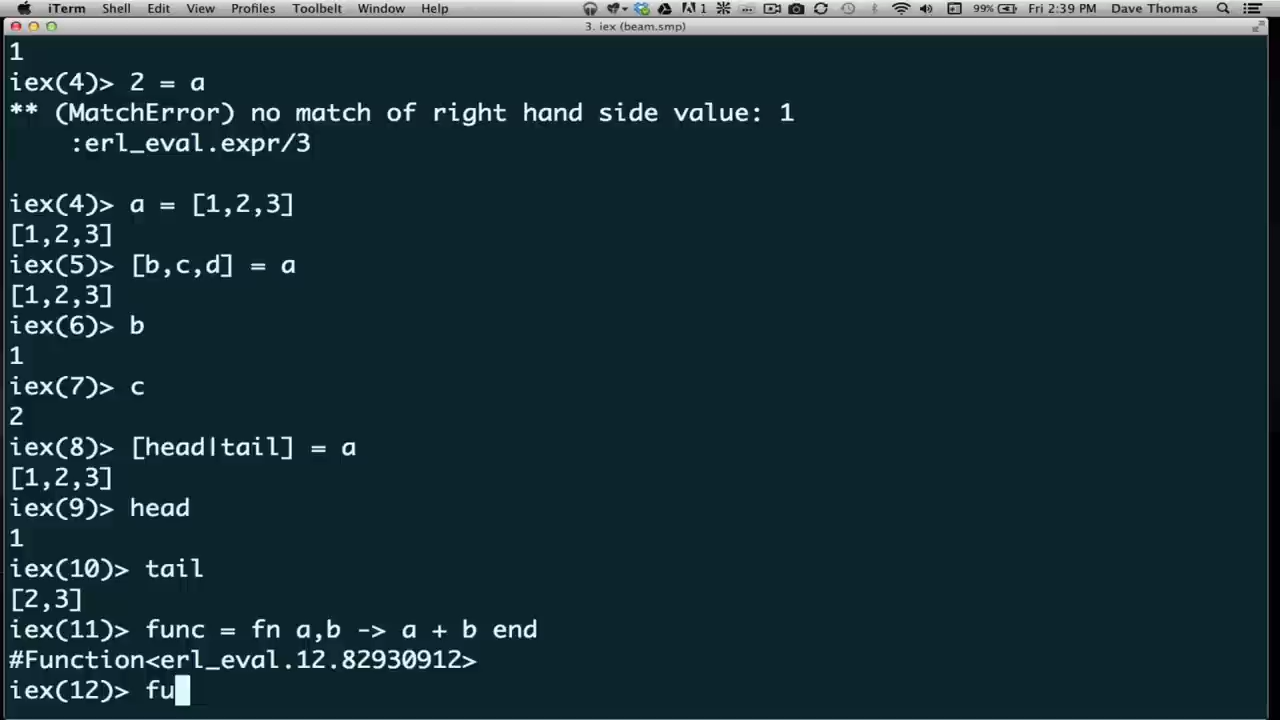 iTerm Shell Edit View Profiles Toolbelt Window Help 1 99% Fri 2:39 PM Dave Thomas
3. iex (beam.smp)
1
iex(4)> 2 = a
** (MatchError) no match of right hand side value: 1
:erl_eval.expr/3
iex(4)> a = [1,2,3]
[1,2,3]
iex(5)> [b,c,d] = a
[1,2,3]
iex(6)> b
1
iex(7)> c
2
iex(8)> [head|tail] = a
[1,2,3]
iex(9)> head
1
iex(10)> tail
[2,3]
iex(11)> func = fn a,b -> a + b end
#Function<erl_eval.12.82930912>
iex(12)> fu